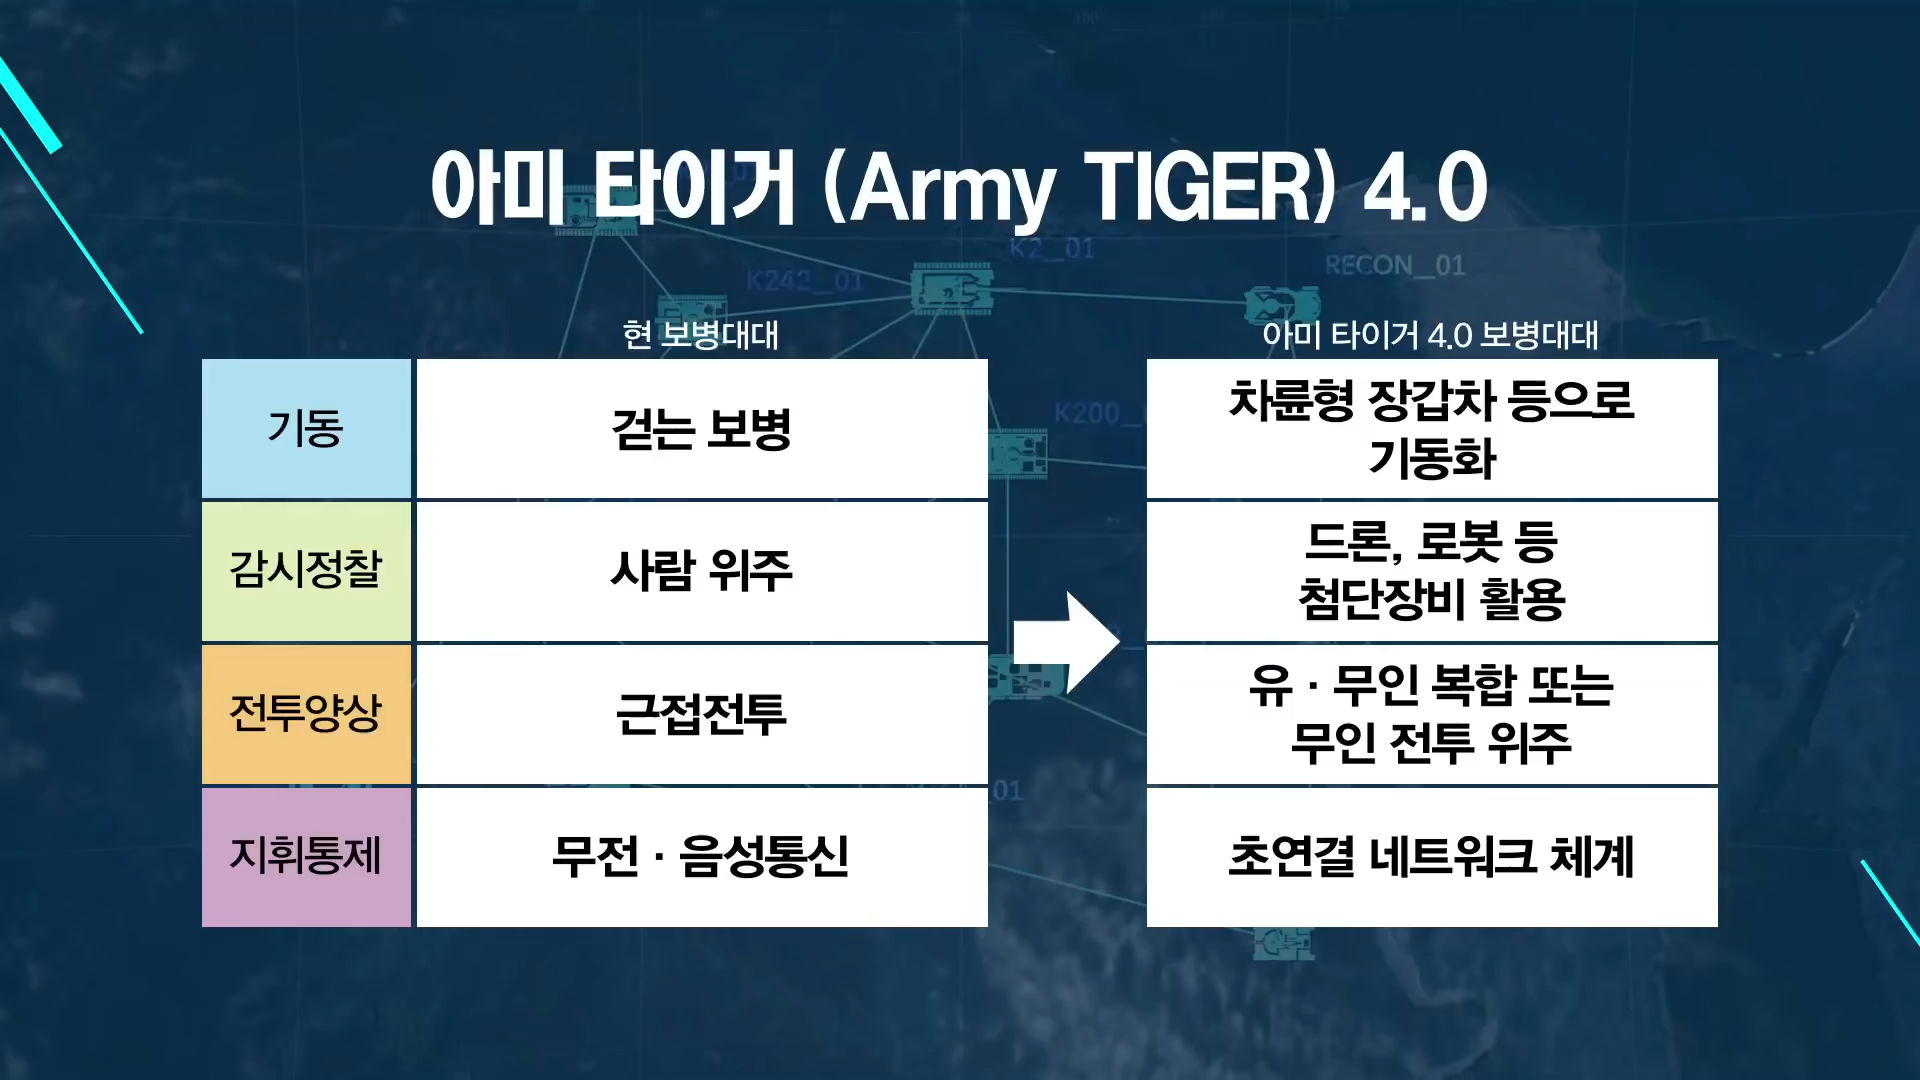 아미 타이거 (Army TIGER) 4.0
K2_01
K242_01
RECON_01
현 보병대대
아미 타이거 4.0 보병대대
기동
걷는 보병
차륜형 장갑차 등으로
기동화
K200_
감시정찰
사람 위주
드론, 로봇 등
첨단장비 활용
전투양상
근접전투
유 · 무인 복합 또는
무인 전투 위주
_01
지휘통제
무전 · 음성통신
초연결 네트워크 체계